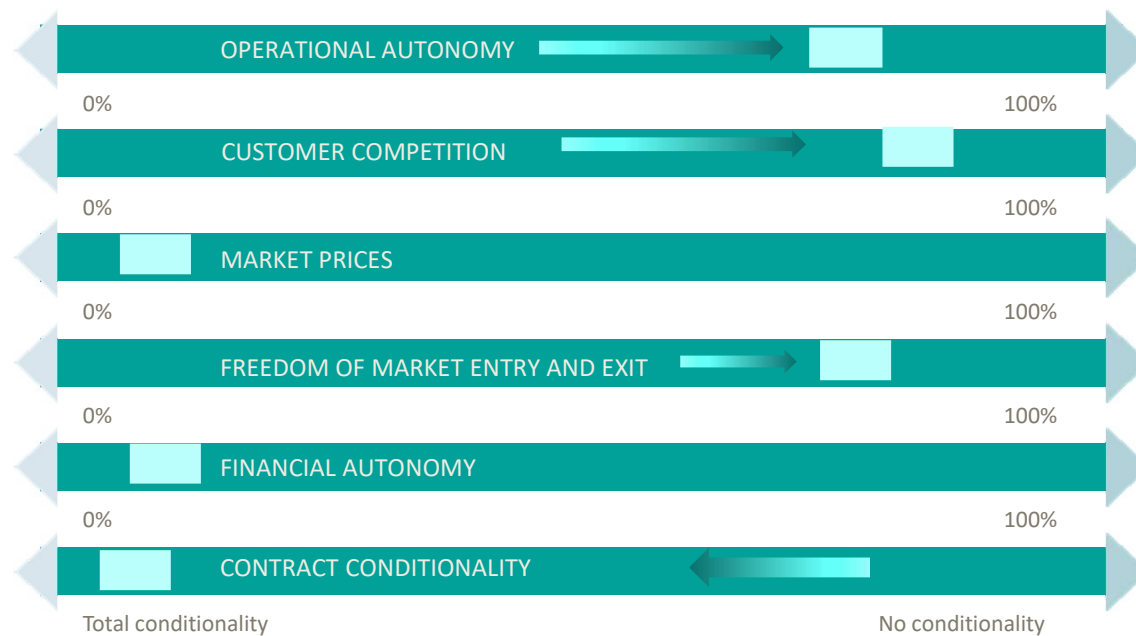 OPERATIONAL AUTONOMY
0% 100%
CUSTOMER COMPETITION
0% 100%
MARKET PRICES
0% 100%
FREEDOM OF MARKET ENTRY AND EXIT
0% 100%
FINANCIAL AUTONOMY
0% 100%
CONTRACT CONDITIONALITY
Total conditionality No conditionality